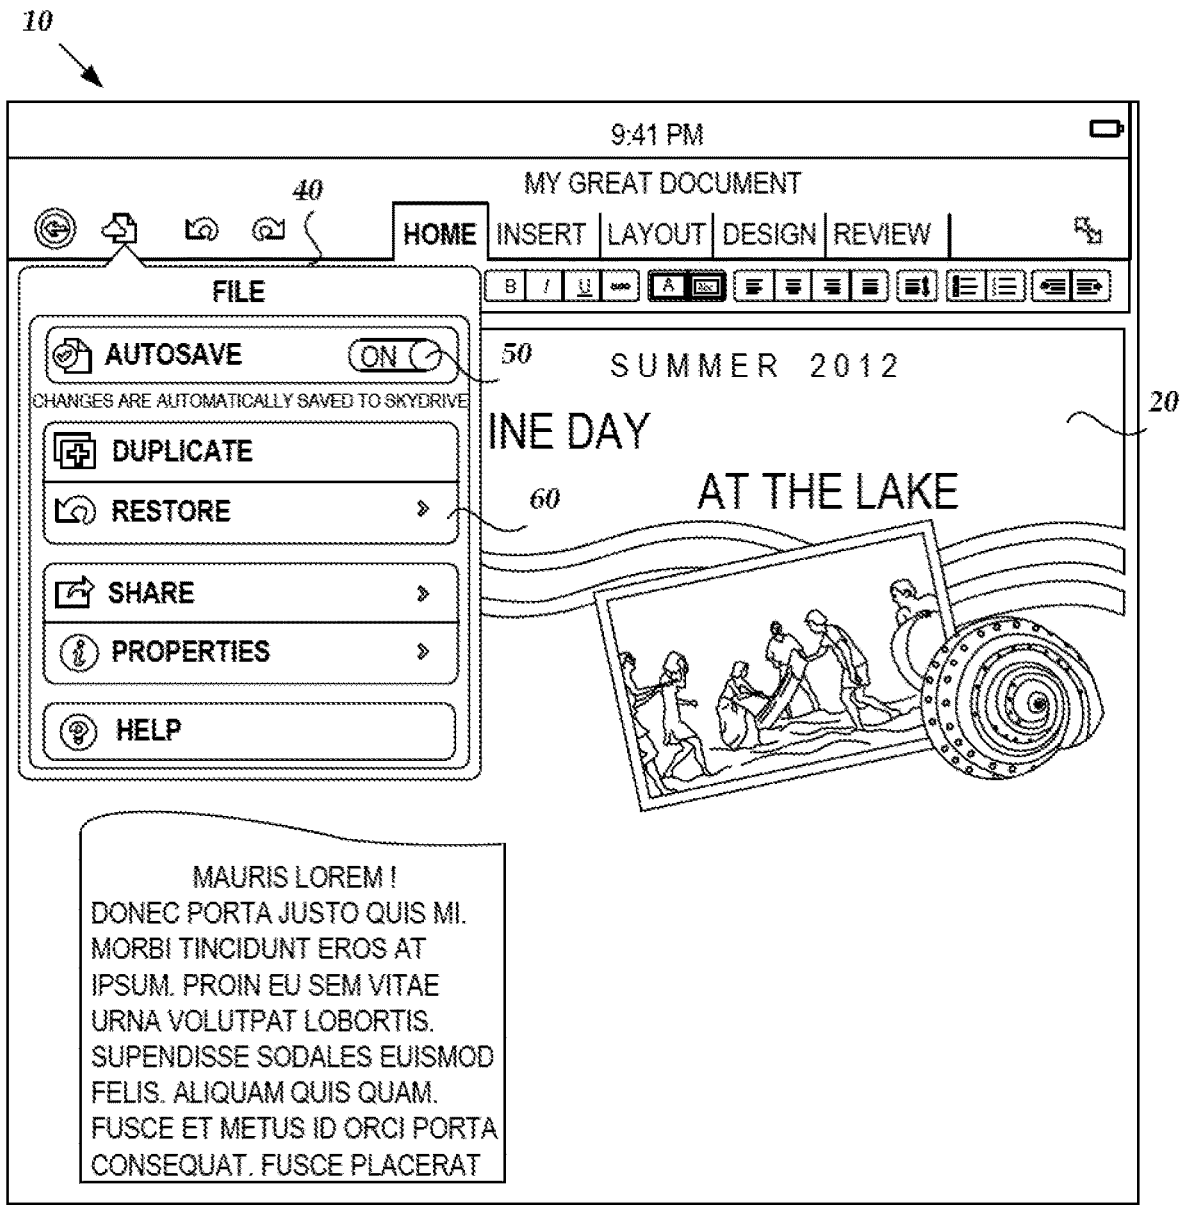 10
9:41 PM
MY GREAT DOCUMENT
40
HOME INSERT LAYOUT DESIGN REVIEW
FILE
B I U abc A Abc
AUTOSAVE ON
50
SUMMER 2012
20
CHANGES ARE AUTOMATICALLY SAVED TO SKYDRIVE
INE DAY
DUPLICATE
AT THE LAKE
60
RESTORE
SHARE
PROPERTIES
HELP
MAURIS LOREM !
DONEC PORTA JUSTO QUIS MI.
MORBI TINCIDUNT EROS AT
IPSUM. PROIN EU SEM VITAE
URNA VOLUTPAT LOBORTIS.
SUPENDISSE SODALES EUISMOD
FELIS. ALIQUAM QUIS QUAM.
FUSCE ET METUS ID ORCI PORTA
CONSEQUAT. FUSCE PLACERAT